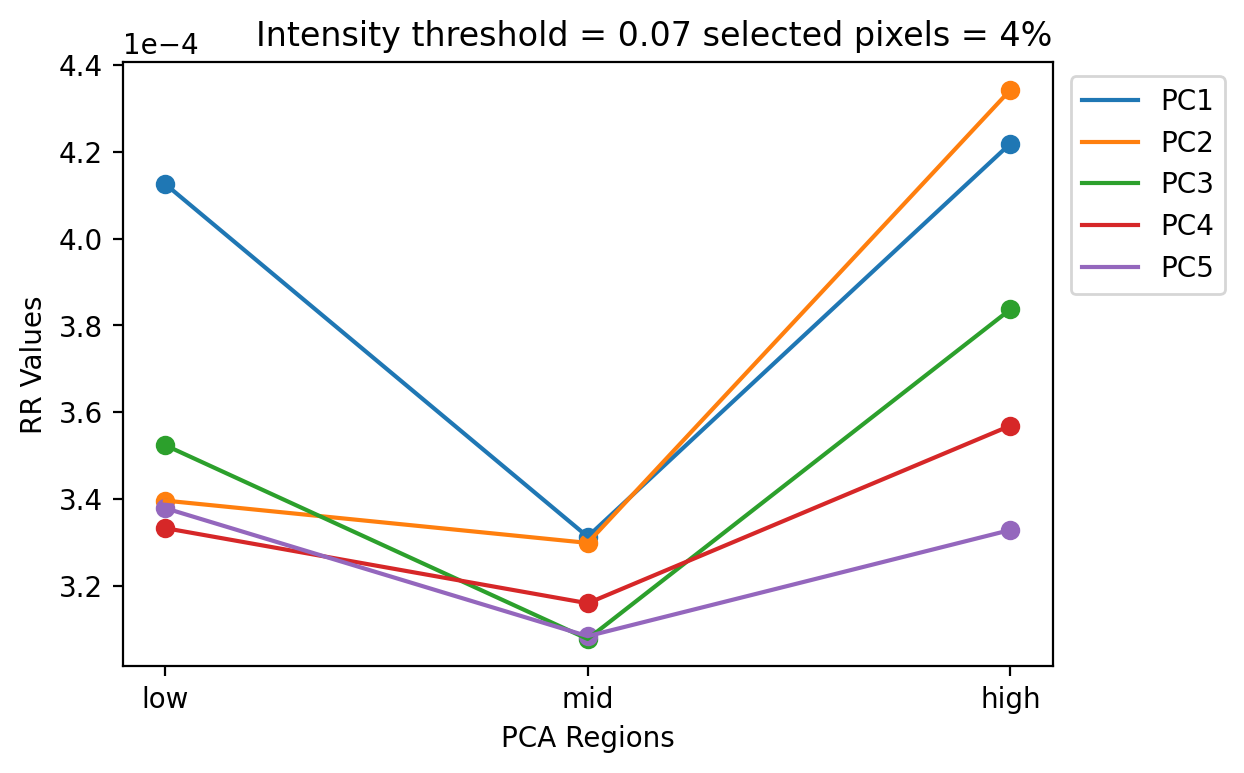 Intensity threshold = 0.07 selected pixels = 4%
1e−4
4.4
4.2
4.0
3.8
3.6
3.4
3.2
RR Values
low
mid
high
PCA Regions
PC1
PC2
PC3
PC4
PC5